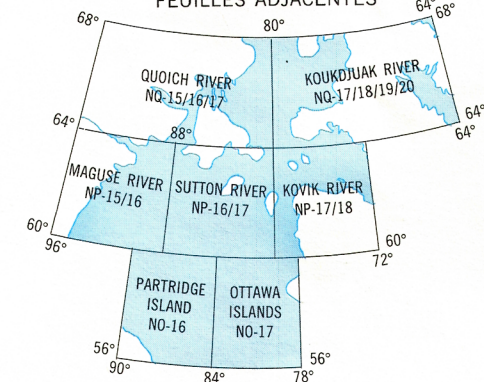 FEUILLES ADJACENTES
68° 80° 64° 68°
QUOICH RIVER
NQ-15/16/17
KOUKDJUAK RIVER
NQ-17/18/19/20
64° 88° 64°
64°
MAGUSE RIVER
NP-15/16
SUTTON RIVER
NP-16/17
KOVIK RIVER
NP-17/18
60° 60°
96° 72°
PARTRIDGE
ISLAND
NO-16
OTTAWA
ISLANDS
NO-17
56° 56°
90° 84° 78°